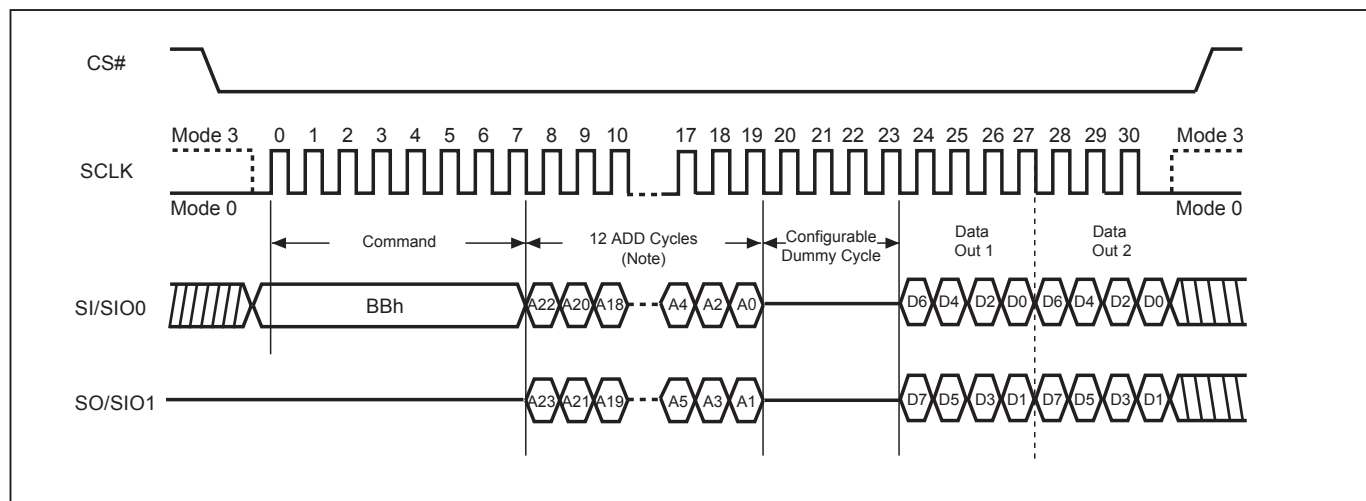 CS#
Mode 3 0 1 2 3 4 5 6 7 8 9 10 17 18 19 20 21 22 23 24 25 26 27 28 29 30 Mode 3
SCLK
Mode 0 Mode 0
Command 12 ADD Cycles (Note) Configurable Dummy Cycle Data Out 1 Data Out 2
SI/SIO0 BBh A22 A20 A18 A4 A2 A0 D6 D4 D2 D0 D6 D4 D2 D0
SO/SIO1 A23 A21 A19 A5 A3 A1 D7 D5 D3 D1 D7 D5 D3 D1